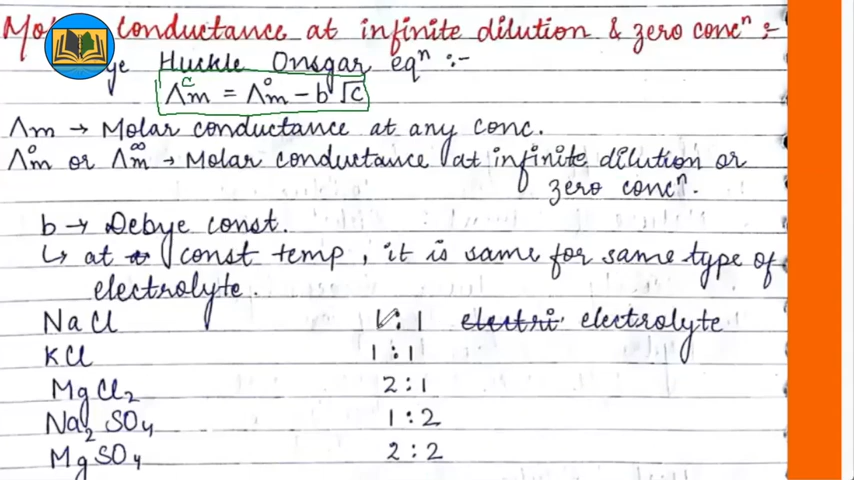 Mo conductance at infinite dilution & zero concⁿ :-
ye Huckle Onsgar eqⁿ :-
Λᶜm = Λ°m - b √c
Λm → Molar conductance at any conc.
Λ°m or Λ^∞m → Molar conductance at infinite dilution or
zero concⁿ.
b → Debye const.
↳ at const temp, it is same for same type of
electrolyte.
NaCl 1:1 electri electrolyte
KCl 1:1
MgCl₂ 2:1
Na₂SO₄ 1:2
MgSO₄ 2:2